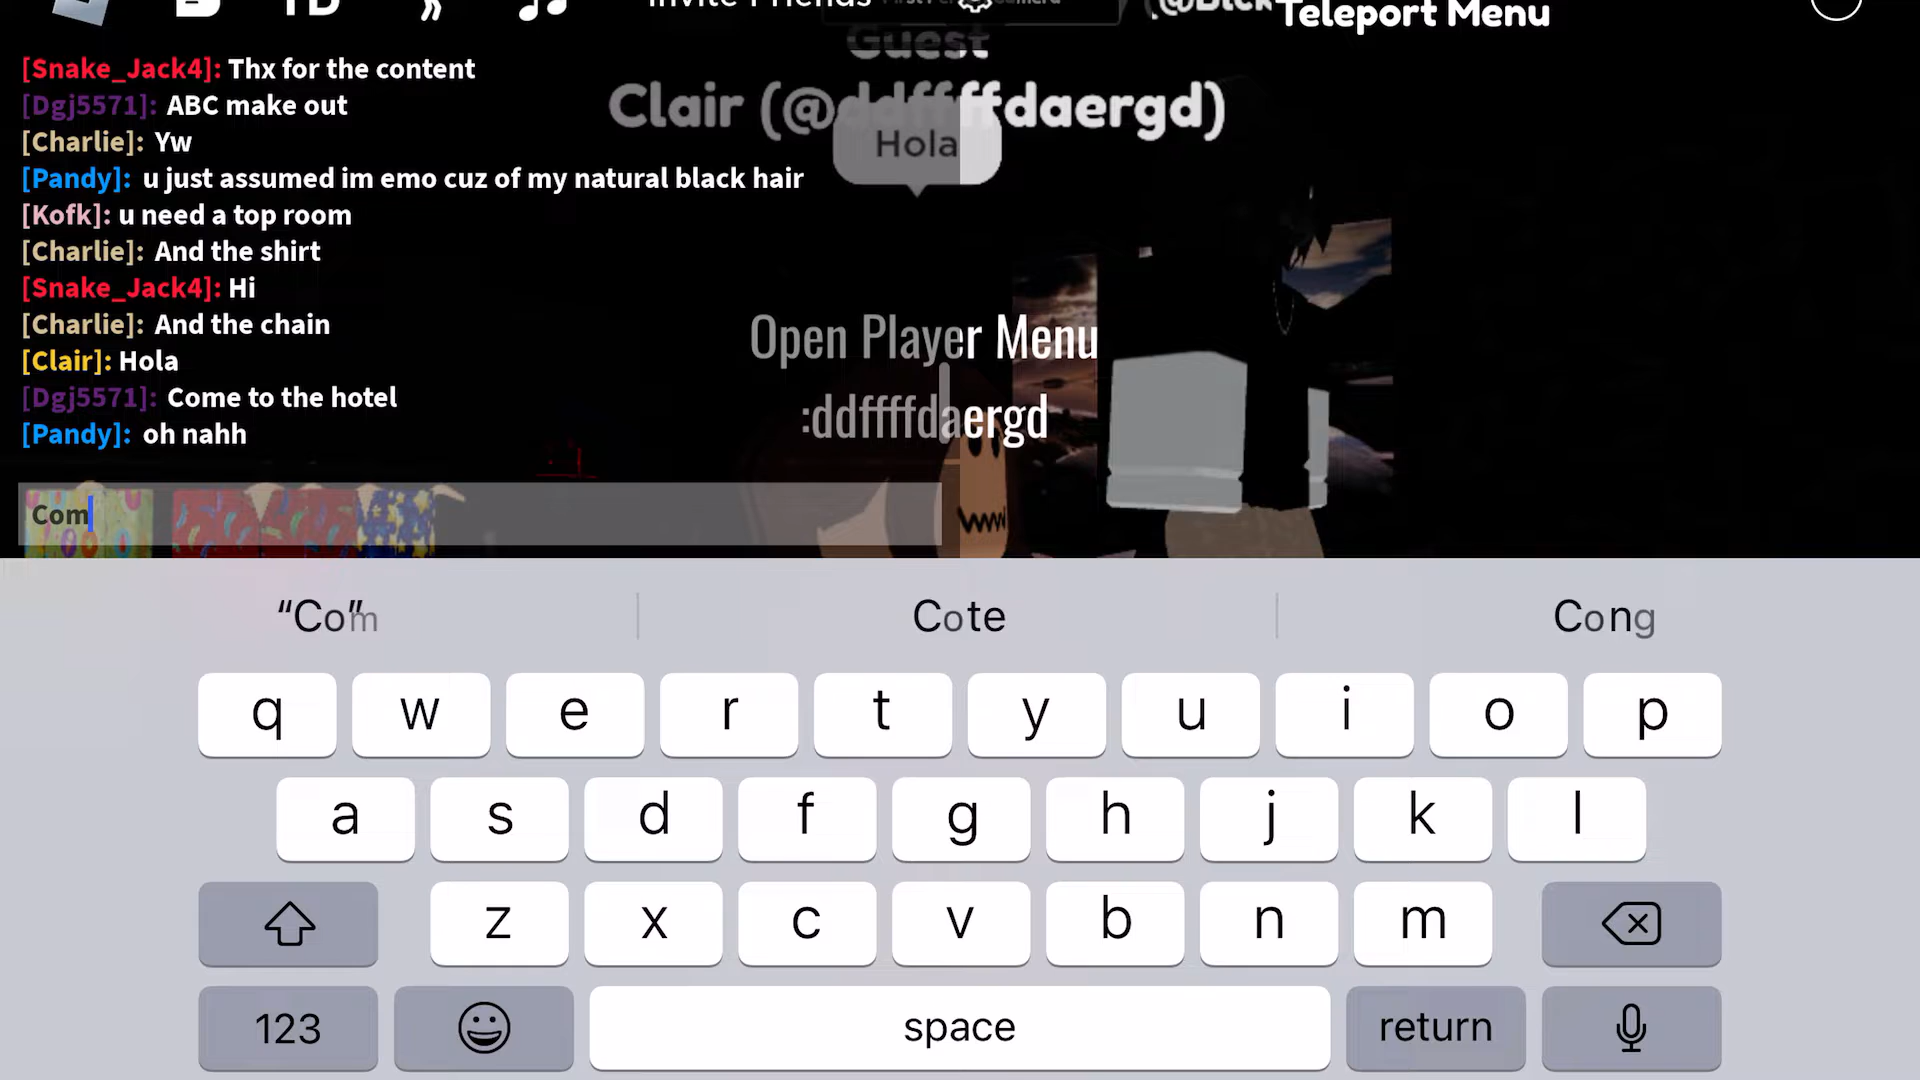 Invite Friends
Teleport Menu
Guest
Clair (@ddffffdaergd)
Hola
[Snake_Jack4]: Thx for the content
[Dgj5571]: ABC make out
[Charlie]: Yw
[Pandy]: u just assumed im emo cuz of my natural black hair
[Kofk]: u need a top room
[Charlie]: And the shirt
[Snake_Jack4]: Hi
[Charlie]: And the chain
[Clair]: Hola
[Dgj5571]: Come to the hotel
[Pandy]: oh nahh
Open Player Menu
:ddffffdaergd
Com
Cote
q w e r t y u i o p
a s d f g h j k l
z x c v b n m
123 space return